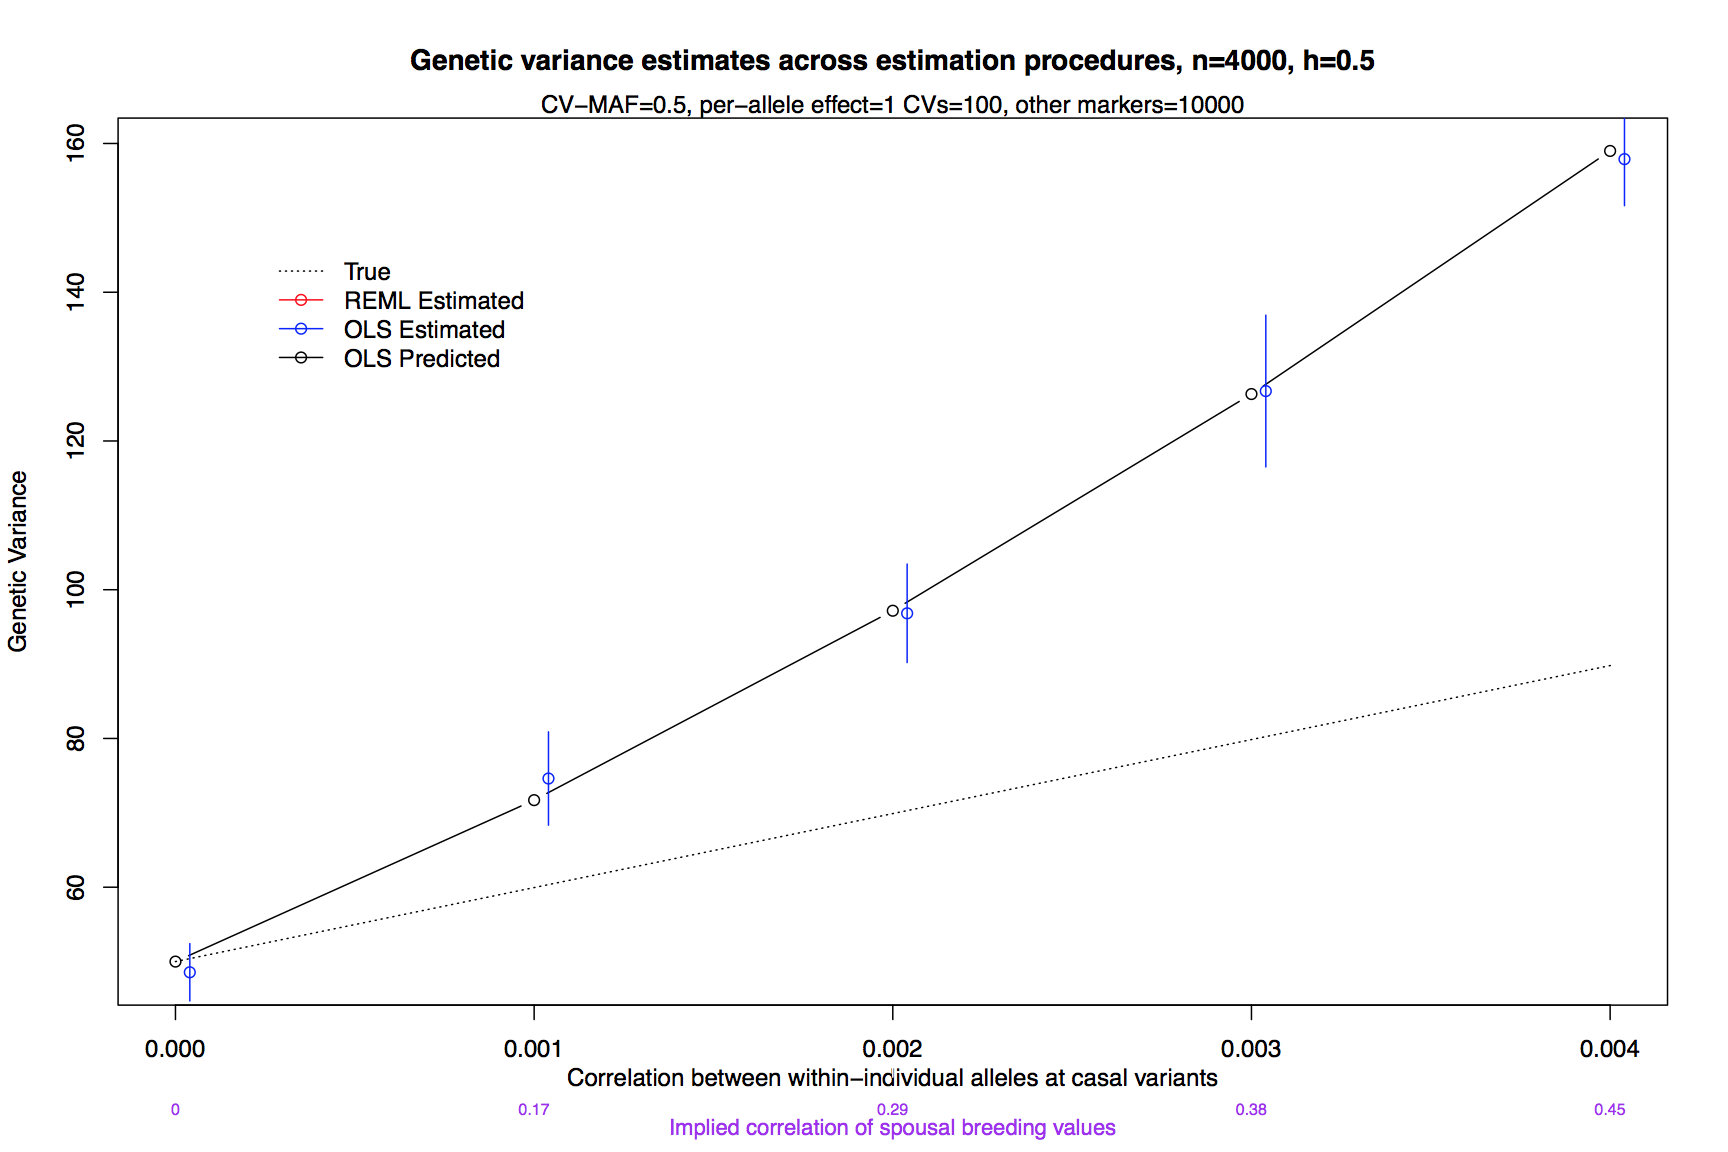 Genetic variance estimates across estimation procedures, n=4000, h=0.5
CV−MAF=0.5, per−allele effect=1 CVs=100, other markers=10000
160
140
120
100
80
60
Genetic Variance
True
REML Estimated
OLS Estimated
OLS Predicted
0.000 0.001 0.002 0.003 0.004
Correlation between within−individual alleles at casal variants
0 0.17 0.29 0.38 0.45
Implied correlation of spousal breeding values